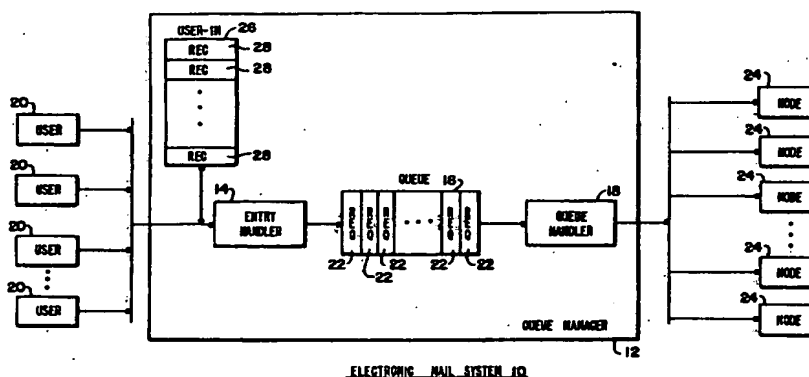 USER-IN 26
REC 28
REC 28
REC 28
20 USER
20 USER
20 USER
20 USER
14
ENTRY HANDLER
QUEUE 16
22 22 22 22 22
18
QUEUE HANDLER
24 NODE
24 NODE
24 NODE
24 NODE
24 NODE
QUEUE MANAGER
12
ELECTRONIC MAIL SYSTEM 10